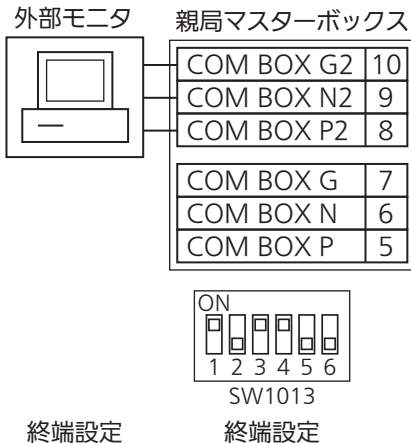 外部モニタ 親局マスターボックス
COM BOX G2 10
COM BOX N2 9
COM BOX P2 8
COM BOX G 7
COM BOX N 6
COM BOX P 5
ON
1 2 3 4 5 6
SW1013
終端設定 終端設定